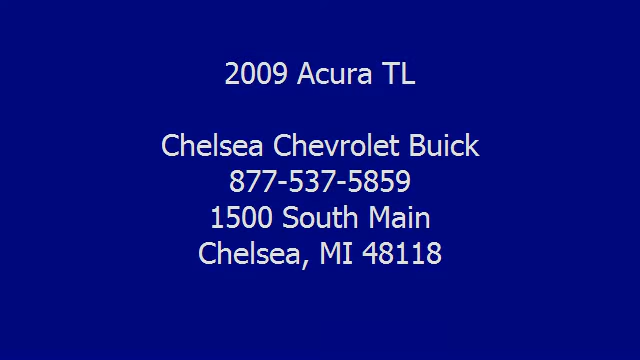 2009 Acura TL
Chelsea Chevrolet Buick
877-537-5859
1500 South Main
Chelsea, MI 48118